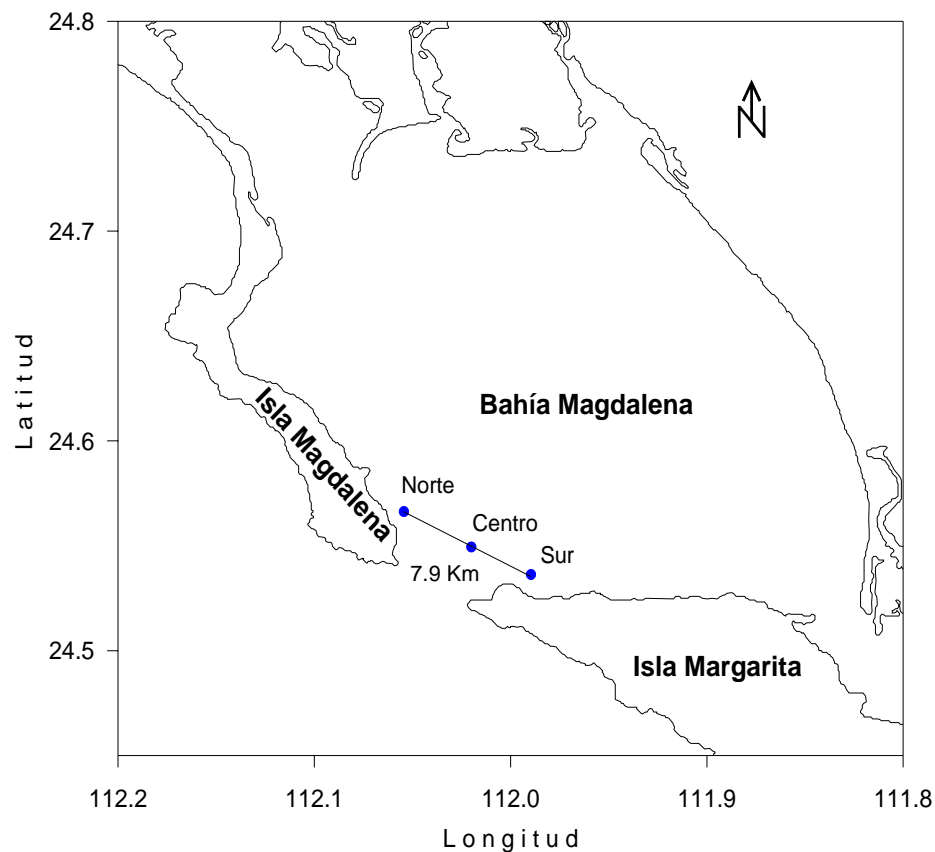 24.8
N
24.7
Latitud
Bahía Magdalena
24.6
Isla Magdalena
Norte
Centro
Sur
7.9 Km
24.5
Isla Margarita
112.2
112.1
112.0
111.9
111.8
Longitud